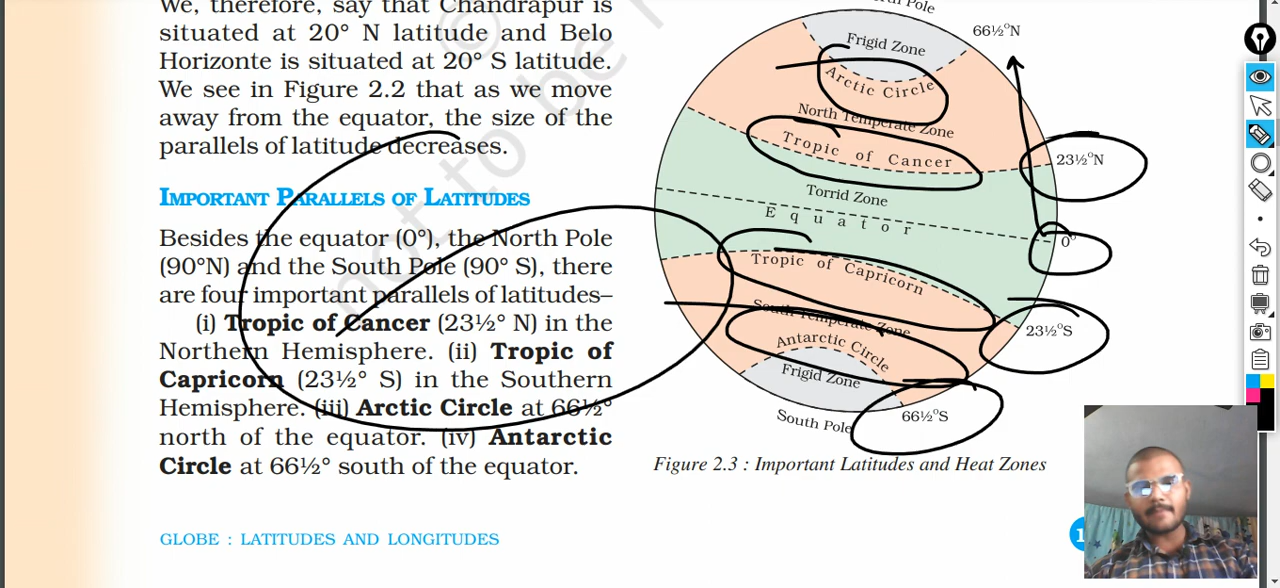 We, therefore, say that Chandrapur is
situated at 20° N latitude and Belo
Horizonte is situated at 20° S latitude.
We see in Figure 2.2 that as we move
away from the equator, the size of the
parallels of latitude decreases.
IMPORTANT PARALLELS OF LATITUDES
Besides the equator (0°), the North Pole
(90°N) and the South Pole (90° S), there
are four important parallels of latitudes–
(i) Tropic of Cancer (23½° N) in the
Northern Hemisphere. (ii) Tropic of
Capricorn (23½° S) in the Southern
Hemisphere. (iii) Arctic Circle at 66½°
north of the equator. (iv) Antarctic
Circle at 66½° south of the equator.
GLOBE : LATITUDES AND LONGITUDES
Pole
66½°N
Frigid Zone
Arctic Circle
North Temperate Zone
Tropic of Cancer
23½°N
Torrid Zone
Equator
0°
Tropic of Capricorn
South Temperate Zone
23½°S
Antarctic Circle
Frigid Zone
66½°S
South Pole
Figure 2.3 : Important Latitudes and Heat Zones
©
not to be